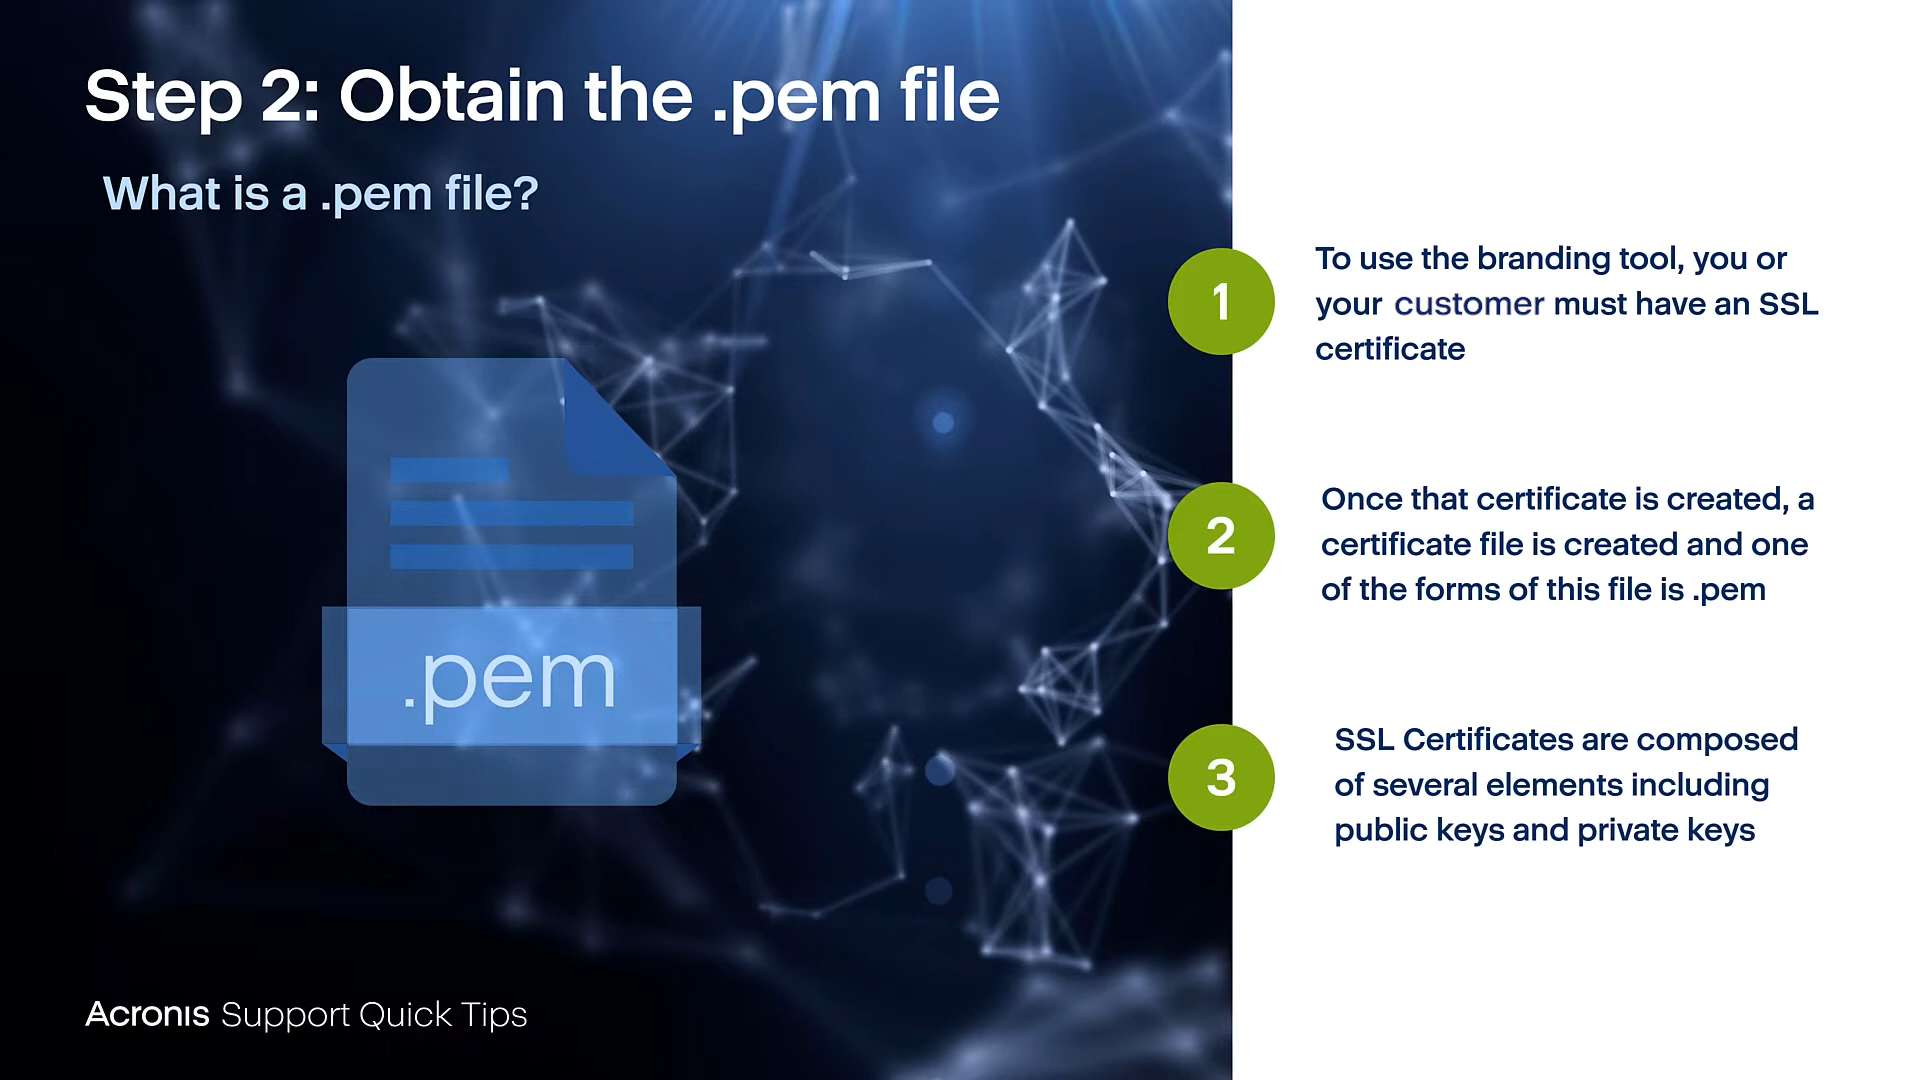 Step 2: Obtain the .pem file
What is a .pem file?
.pem
1
To use the branding tool, you or
your customer must have an SSL
certificate
2
Once that certificate is created, a
certificate file is created and one
of the forms of this file is .pem
3
SSL Certificates are composed
of several elements including
public keys and private keys
Acronis Support Quick Tips